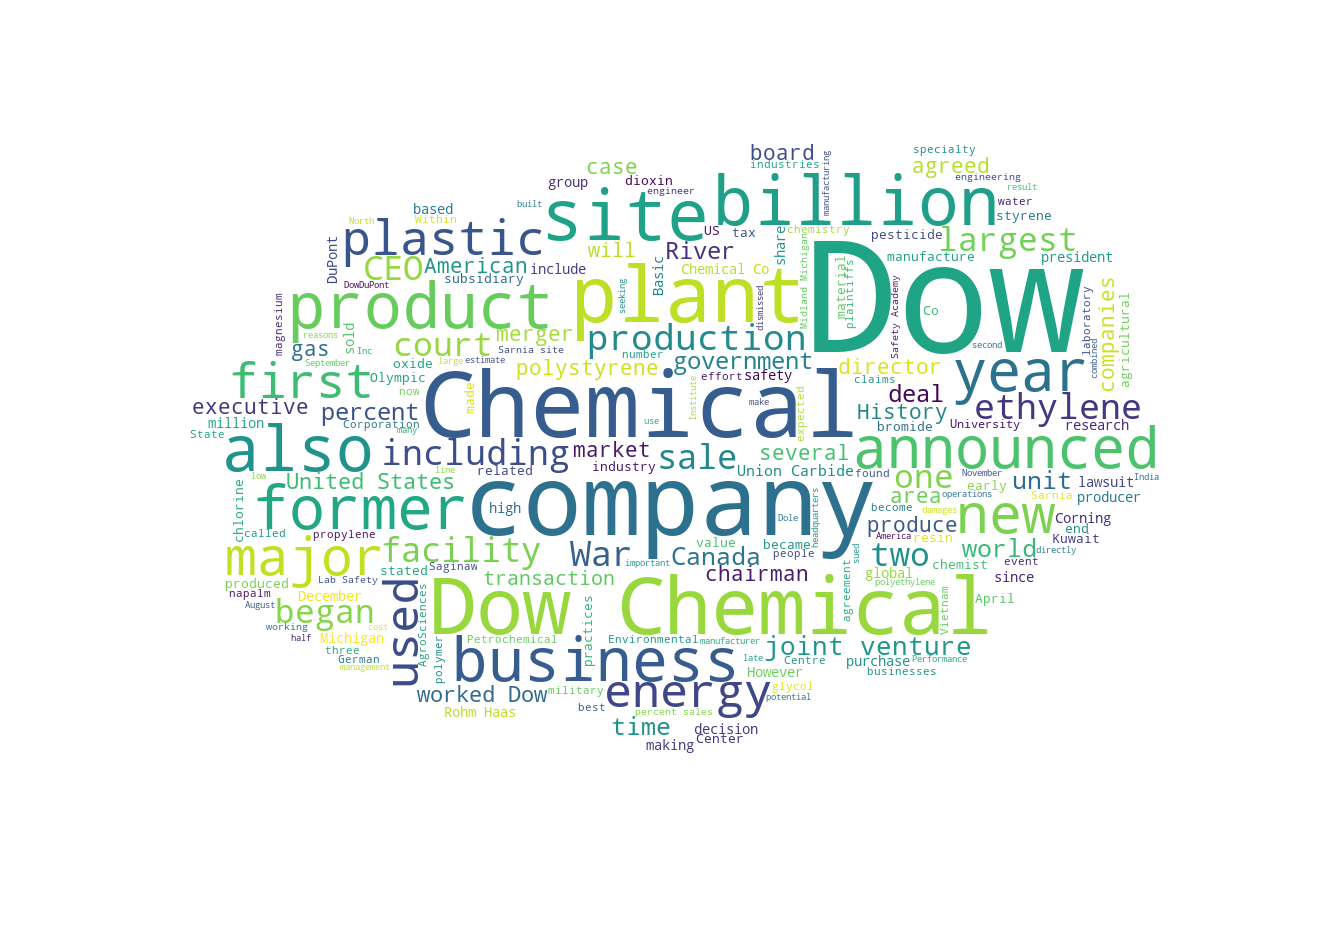 board
specialty
case
industries
agreed
dioxin
engineering
group
engineer
manufacturing
billion
result
water
built
site
based
styrene
North
Within
US
tax
chemistry
pesticide
largest
plastic
will
River
share
manufacture
president
DuPont
CEO
American
include
Basic
Chemical Co
Midland Michigan
material
plaintiffs
Dow
subsidiary
DowDuPont
seeking
dismissed
Safety Academy
Co
laboratory
companies
agricultural
product
plant
magnesium
reasons
sold
Inc
court
merger
production
second
combined
gas
September
Sarnia site
number
government
oxide
large
estimate
polystyrene
director
year
first
Olympic
now
made
Chemical
effort
safety
claims
deal
Institute
expected
executive
percent
Corporation
make
History
ethylene
million
many
use
bromide
University
research
State
also
including
market
sale
several
announced
low
line
related
industry
Union Carbide
found
one
November
unit
lawsuit
India
United States
area
early
Sarnia
producer
operations
chlorine
former
high
company
Dole
headquarters
become
damages
new
Corning
called
propylene
produce
end
America
resin
Kuwait
major
facility
War
value
became
people
sued
two
world
directly
important
Canada
chemist
event
stated
Saginaw
produced
Lab Safety
transaction
chairman
global
since
napalm
December
used
polyethylene
August
began
AgroSciences
Dow Chemical
agreement
Vietnam
April
working
cost
practices
half
Michigan
Petrochemical
Environmental
manufacturer
joint venture
three
German
polymer
business
late
Centre
purchase
Performance
management
However
businesses
worked Dow
military
energy
glycol
potential
Rohm Haas
best
percent sales
time
decision
making
Center